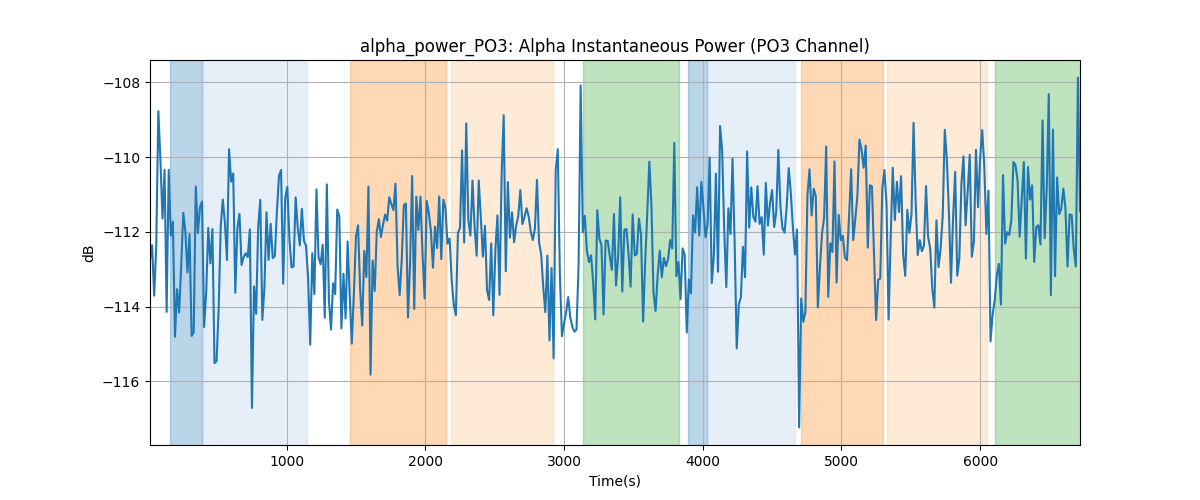 alpha_power_PO3: Alpha Instantaneous Power (PO3 Channel)
−108
−110
−112
−114
−116
dB
1000 2000 3000 4000 5000 6000
Time(s)